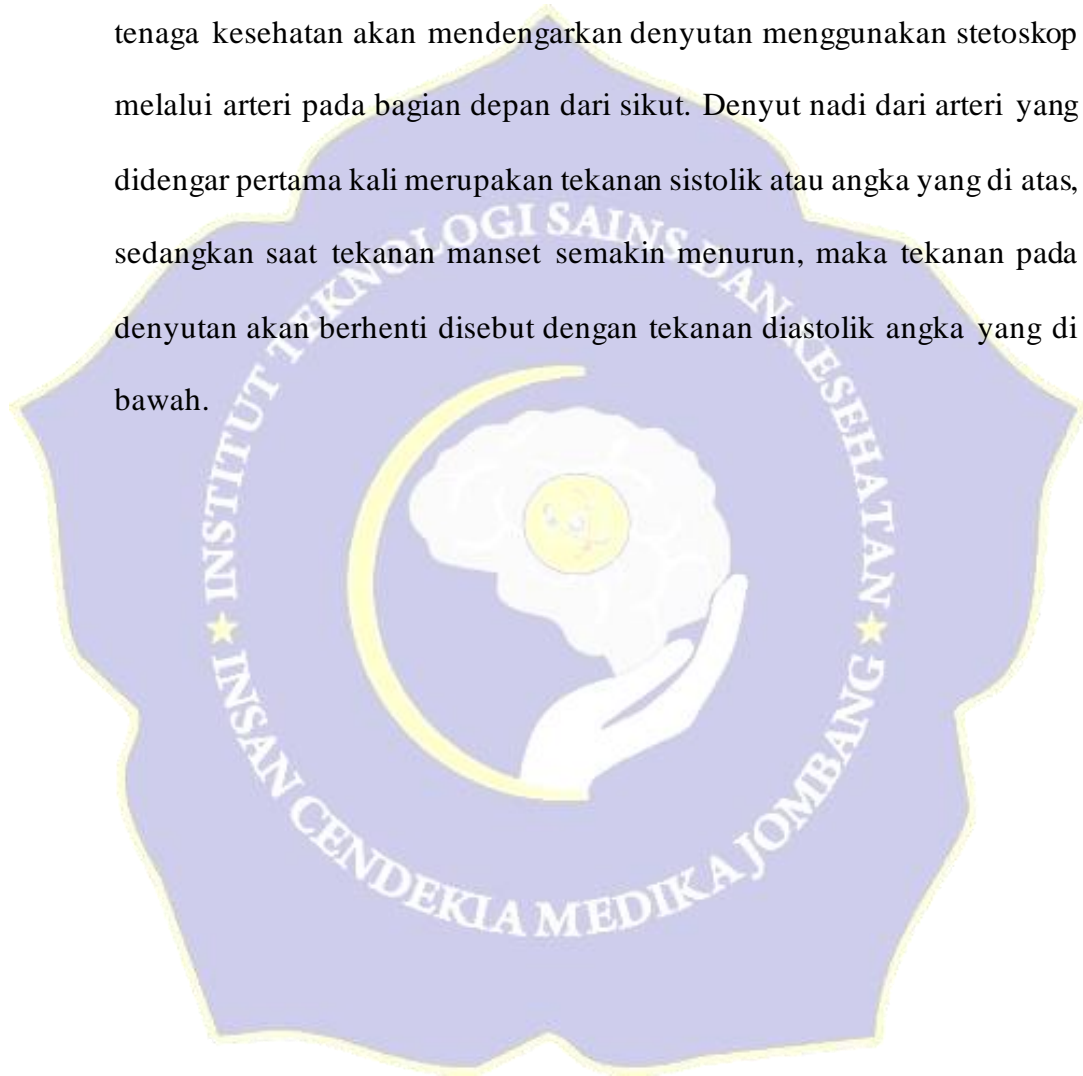 tenaga kesehatan akan mendengarkan denyutan menggunakan stetoskop
melalui arteri pada bagian depan dari sikut. Denyut nadi dari arteri yang
didengar pertama kali merupakan tekanan sistolik atau angka yang di atas,
sedangkan saat tekanan manset semakin menurun, maka tekanan pada
denyutan akan berhenti disebut dengan tekanan diastolik angka yang di
bawah.
INSTITUT TEKNOLOGI SAINS DAN KESEHATAN
INSAN CENDEKIA MEDIKA JOMBANG